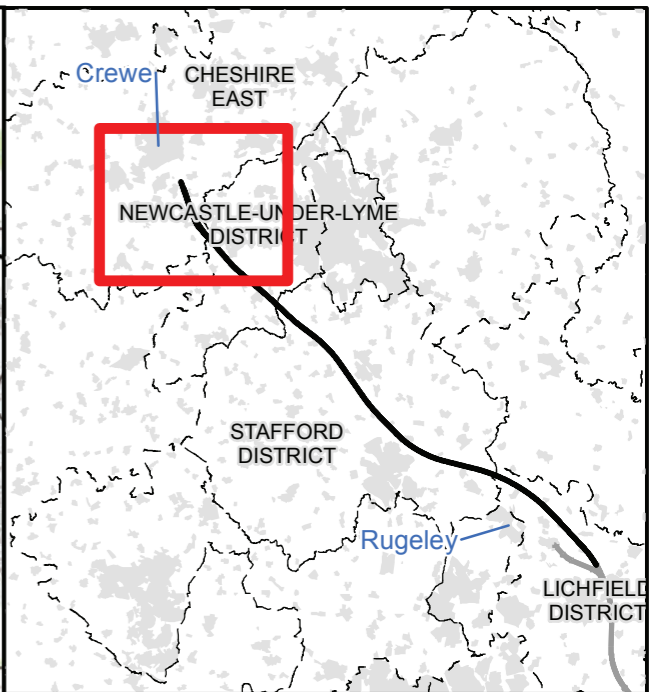 Crewe
CHESHIRE
EAST
NEWCASTLE-UNDER-LYME
DISTRICT
STAFFORD
DISTRICT
Rugeley
LICHFIELD
DISTRICT